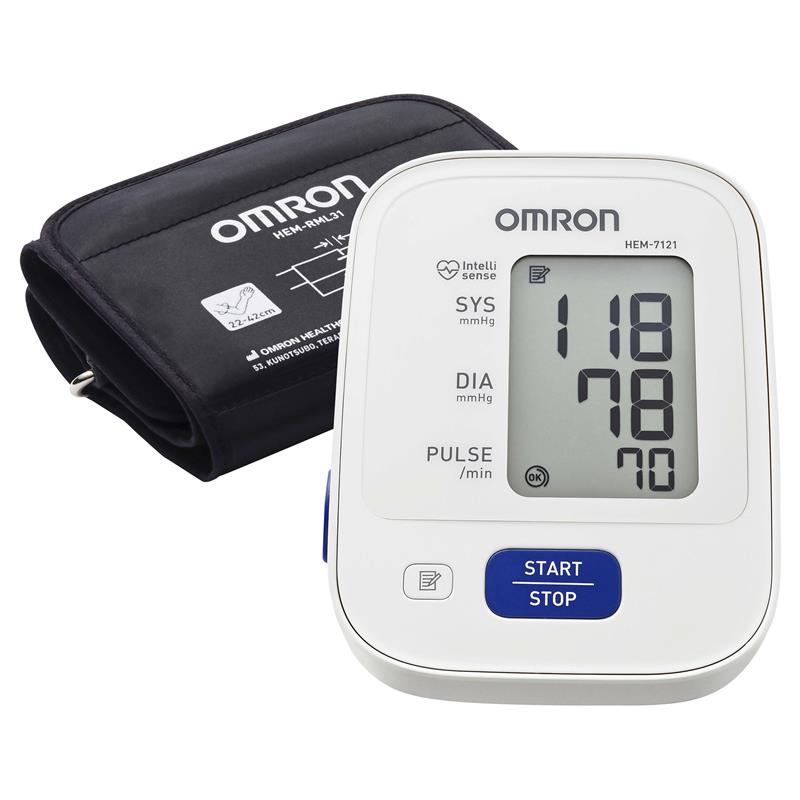 OMRON
HEM-RML31
22-42cm
OMRON HEALTHC
53, KUNOTSUBO, TERA
OMRON
HEM-7121
Intelli
sense
SYS
mmHg
118
DIA
mmHg
78
PULSE
/min
70
OK
START
STOP